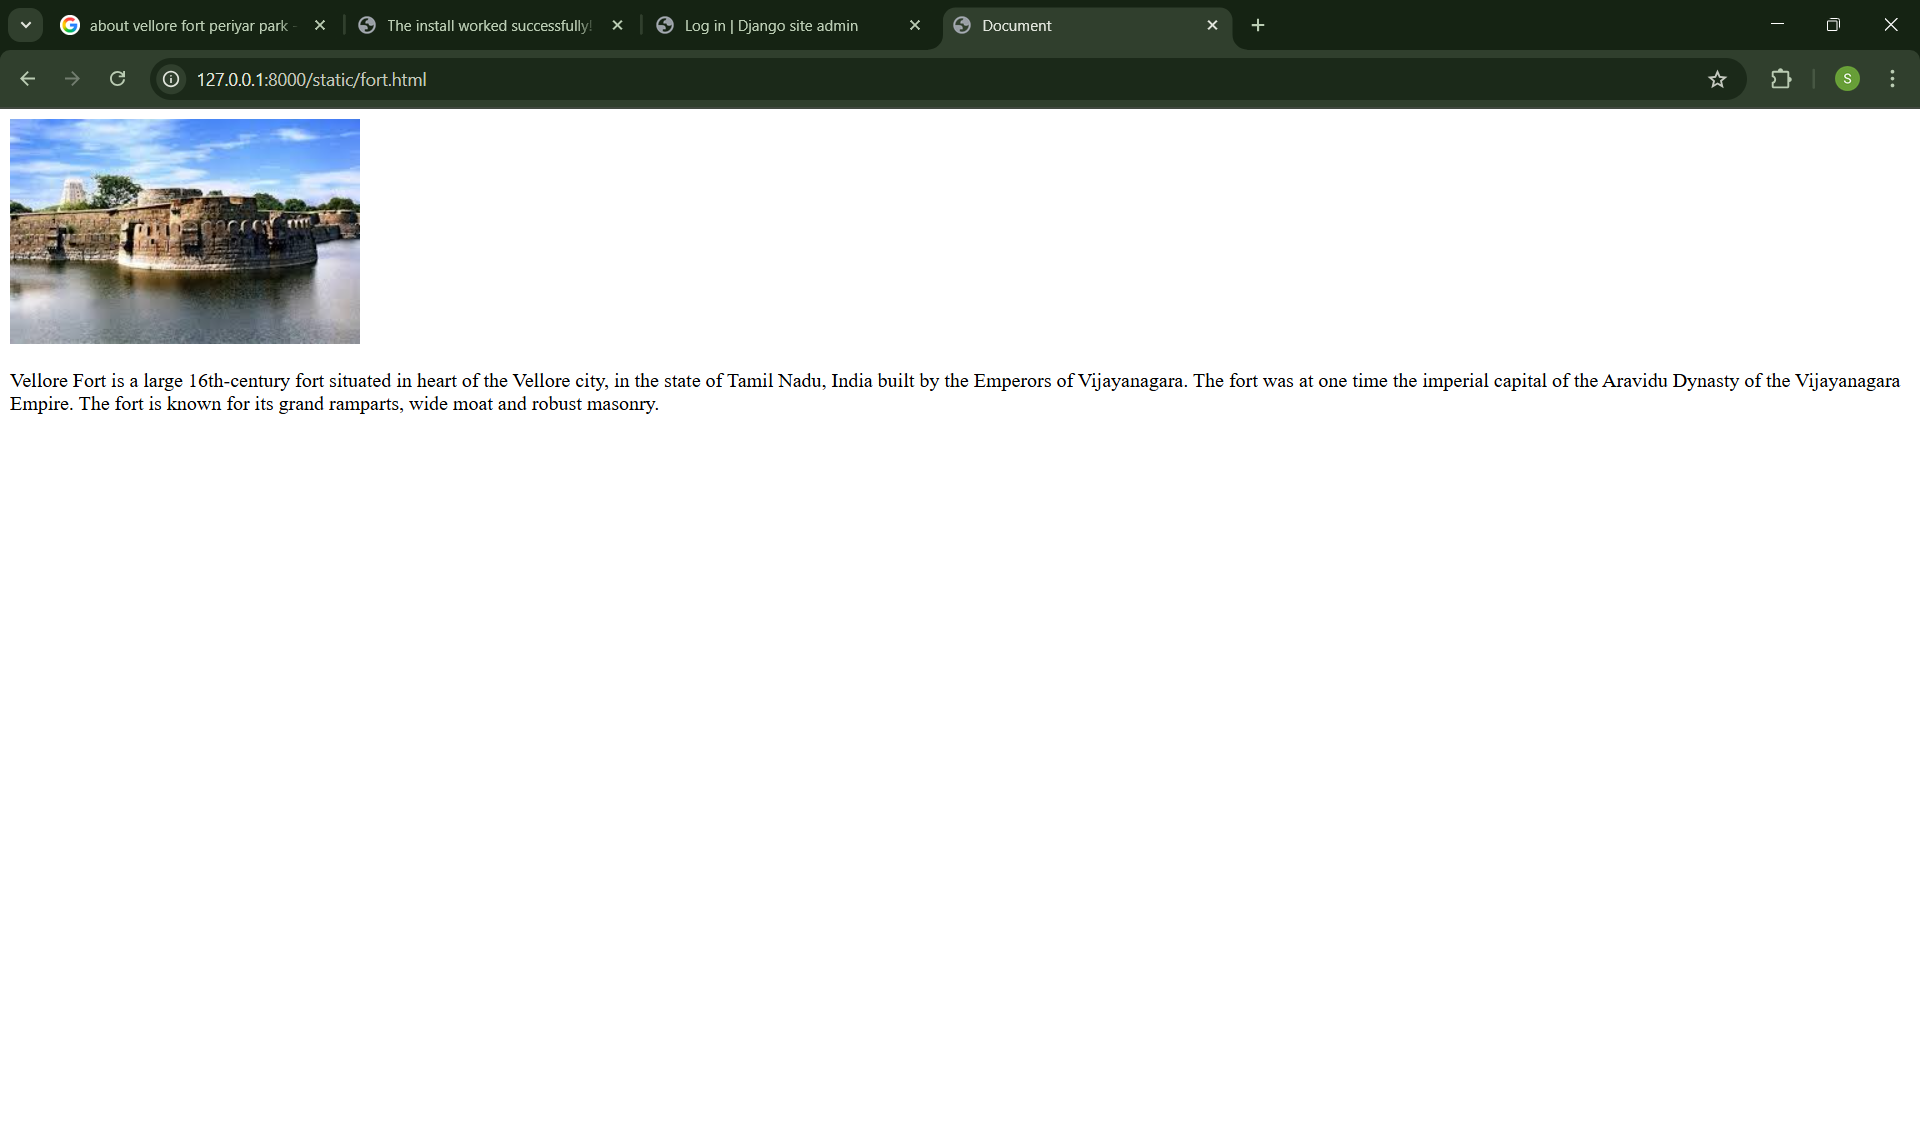 about vellore fort periyar park -
The install worked successfully!
Log in | Django site admin
Document
127.0.0.1:8000/static/fort.html
S
Vellore Fort is a large 16th-century fort situated in heart of the Vellore city, in the state of Tamil Nadu, India built by the Emperors of Vijayanagara. The fort was at one time the imperial capital of the Aravidu Dynasty of the Vijayanagara
Empire. The fort is known for its grand ramparts, wide moat and robust masonry.